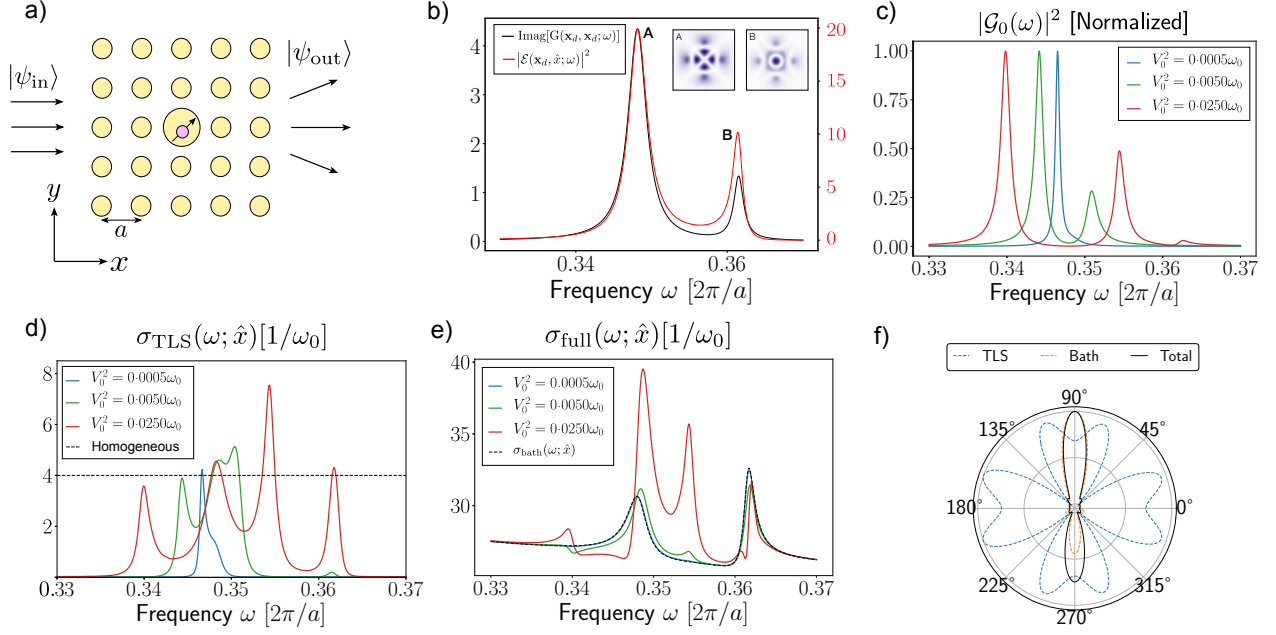 a)
|ψin⟩
|ψout⟩
y
x
a
b)
Imag[G(x_d, x_d; ω)]
|ℰ(x_d, x̂; ω)|²
A
B
A
B
4
3
2
1
0
20
15
10
5
0
0.34
0.36
Frequency ω [2π/a]
c)
|𝒢₀(ω)|² [Normalized]
V₀² = 0·0005ω₀
V₀² = 0·0050ω₀
V₀² = 0·0250ω₀
1.00
0.75
0.50
0.25
0.00
0.33
0.34
0.35
0.36
0.37
Frequency ω [2π/a]
d)
σTLS(ω; x̂)[1/ω₀]
V₀² = 0·0005ω₀
V₀² = 0·0050ω₀
V₀² = 0·0250ω₀
Homogeneous
8
6
4
2
0.33
0.34
0.35
0.36
0.37
Frequency ω [2π/a]
e)
σfull(ω; x̂)[1/ω₀]
V₀² = 0.0005ω₀
V₀² = 0·0050ω₀
V₀² = 0·0250ω₀
σbath(ω; x̂)
40
35
30
0.33
0.34
0.35
0.36
0.37
Frequency ω [2π/a]
f)
TLS
Bath
Total
90°
135°
45°
180°
0°
225°
315°
270°